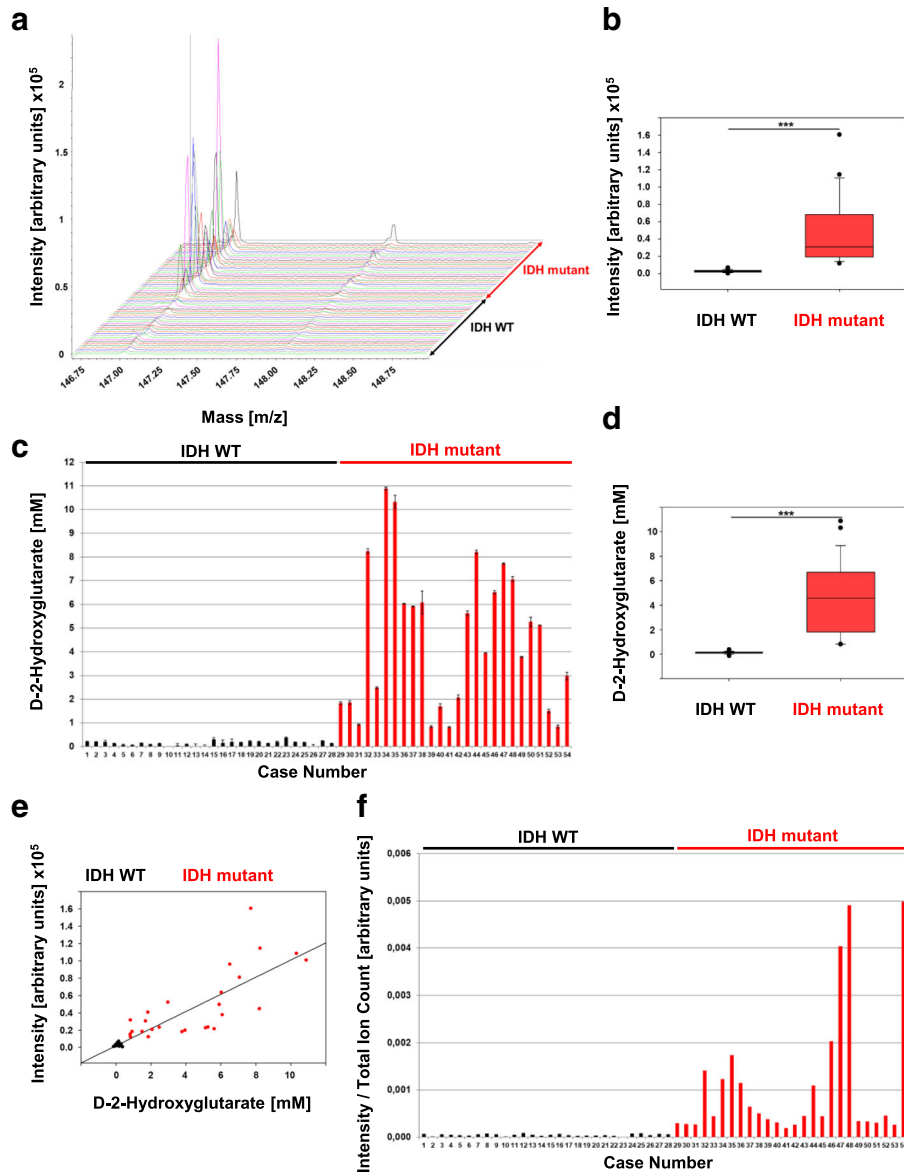 a
Intensity [arbitrary units] x10⁵
2
1
0.5
0
146.75 147.00 147.25 147.50 147.75 148.00 148.25 148.50 148.75
Mass [m/z]
IDH mutant
IDH WT
b
Intensity [arbitrary units] x10⁵
1.6
1.4
1.2
1.0
0.8
0.6
0.4
0.2
0.0
***
IDH WT IDH mutant
c
IDH WT IDH mutant
D-2-Hydroxyglutarate [mM]
12
11
10
9
8
7
6
5
4
3
2
1
0
1 2 3 4 5 6 7 8 9 10 11 12 13 14 15 16 17 18 19 20 21 22 23 24 25 26 27 28 29 30 31 32 33 34 35 36 37 38 39 40 41 42 43 44 45 46 47 48 49 50 51 52 53 54
Case Number
d
D-2-Hydroxyglutarate [mM]
10
8
6
4
2
0
***
IDH WT IDH mutant
e
IDH WT IDH mutant
Intensity [arbitrary units] x10⁵
1.6
1.4
1.2
1.0
0.8
0.6
0.4
0.2
0.0
0 2 4 6 8 10
D-2-Hydroxyglutarate [mM]
f
IDH WT IDH mutant
Intensity / Total Ion Count [arbitrary units]
0,006
0,005
0,004
0,003
0,002
0,001
0,000
1 2 3 4 5 6 7 8 9 10 11 12 13 14 15 16 17 18 19 20 21 22 23 24 25 26 27 28 29 30 31 32 33 34 35 36 37 38 39 40 41 42 43 44 45 46 47 48 49 50 51 52 53
Case Number